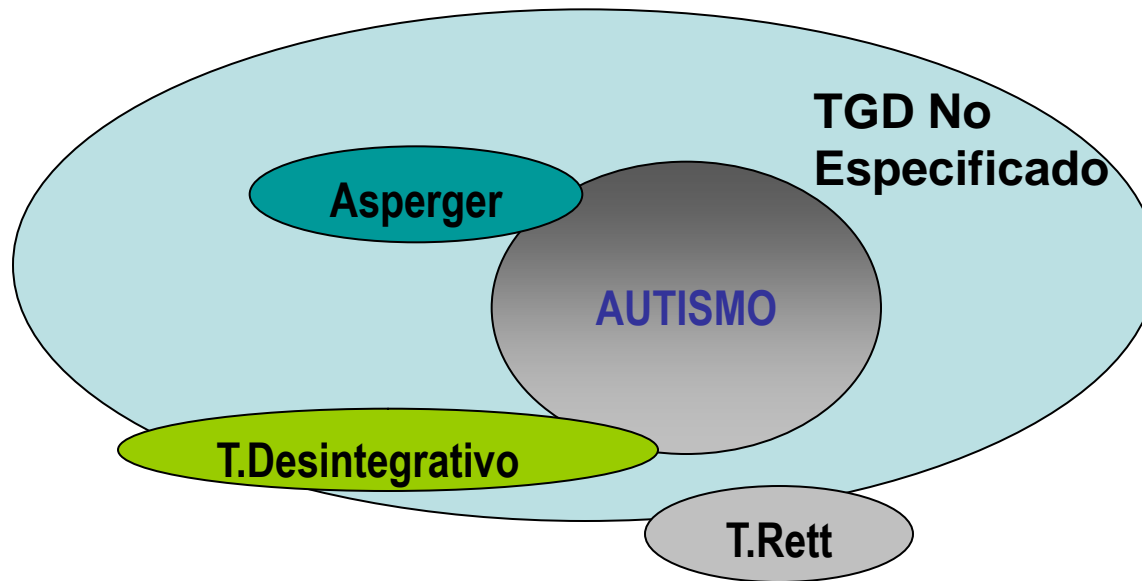 TGD No
Especificado
Asperger
AUTISMO
T.Desintegrativo
T.Rett